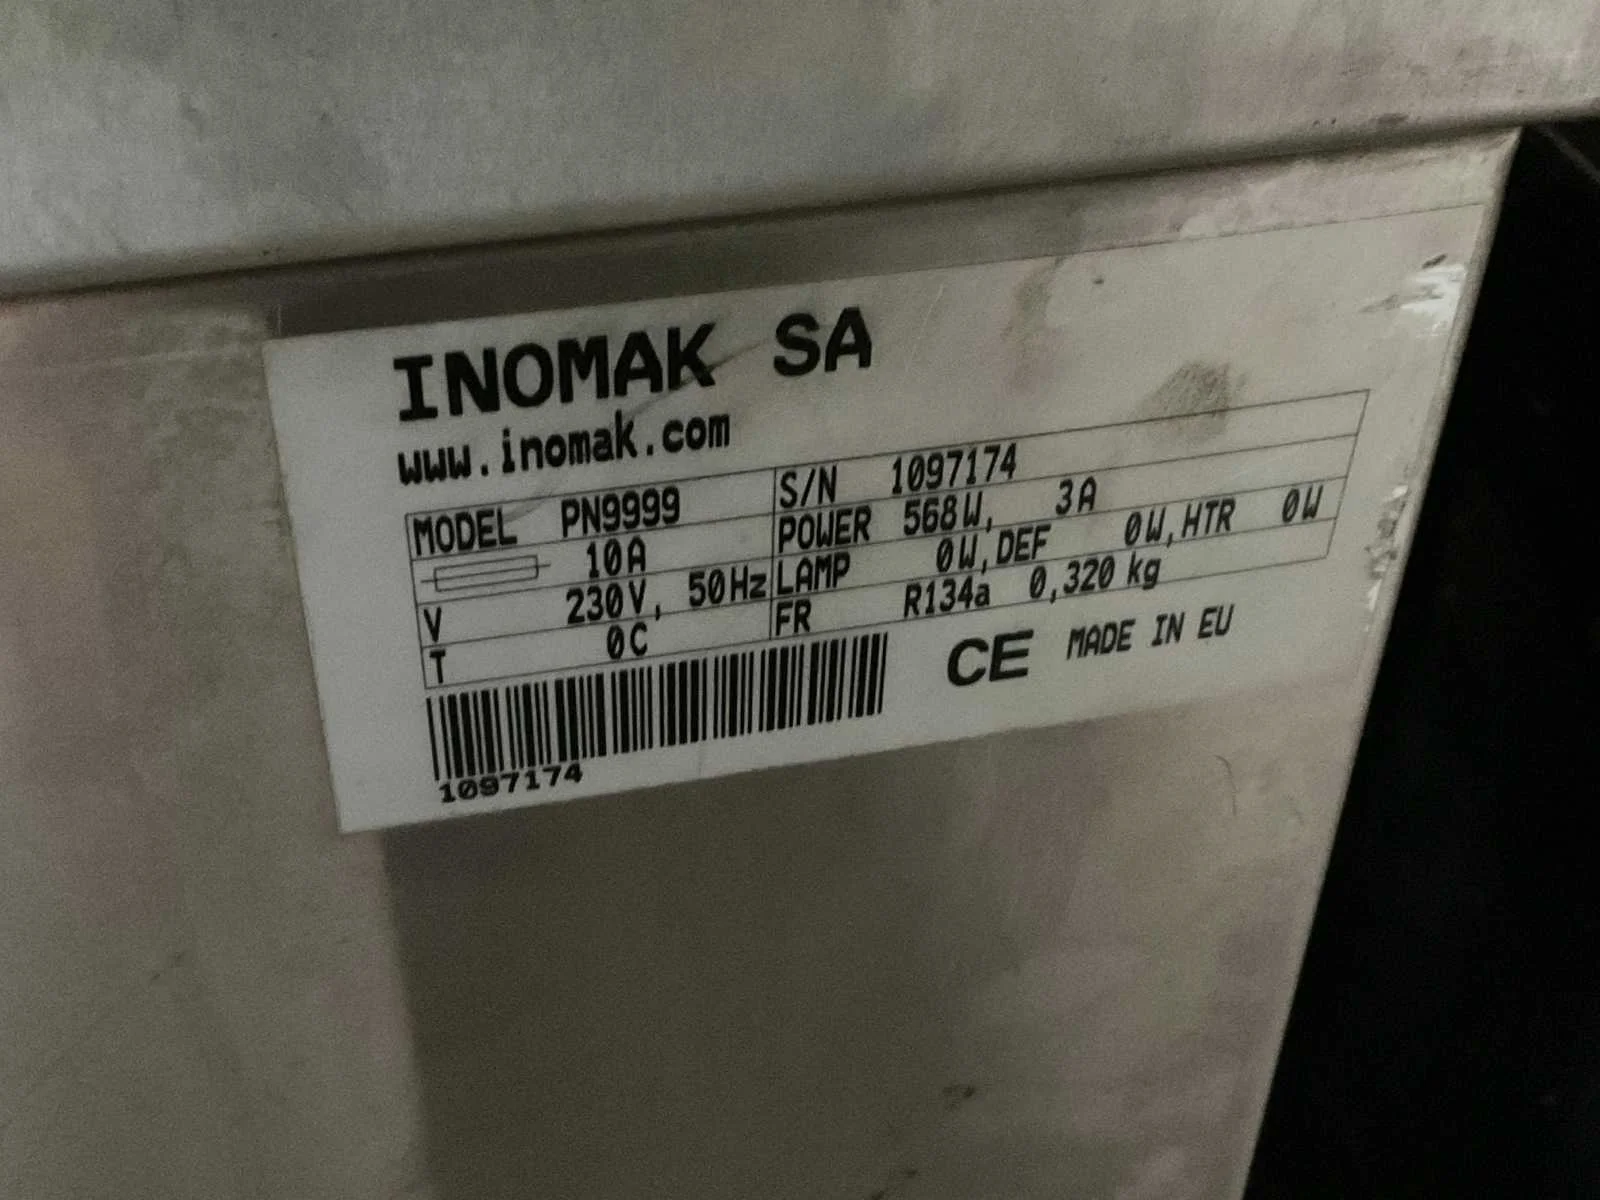 INOMAK SA
www.inomak.com
MODEL PN9999 S/N 1097174
10A POWER 568W, 3A
V 230V, 50Hz LAMP 0W, DEF 0W, HTR 0W
T 0C FR R134a 0,320 kg
1097174
CE MADE IN EU